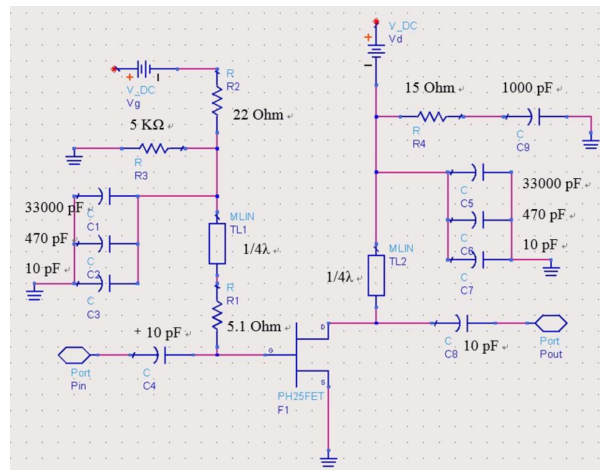 V_DC
Vd
+
−
+
V_DC
Vg
R
R2
22 Ohm
5 KΩ
R
R3
15 Ohm
R
R4
1000 pF
C
C9
33000 pF
C
C1
470 pF
C
C2
10 pF
C
C3
MLIN
TL1
1/4λ
R
R1
5.1 Ohm
C
C5
33000 pF
C
C6
470 pF
C
C7
10 pF
MLIN
TL2
1/4λ
+ 10 pF
C
C4
Port
Pin
G
D
S
PH25FET
F1
C
C8
10 pF
Port
Pout